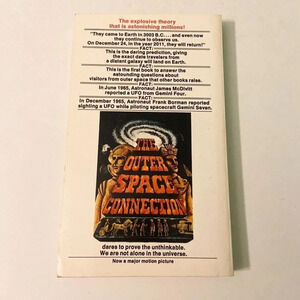 The explosive theory
that is astonishing millions!
"They came to Earth in 3003 B.C.... and even now
they continue to observe us.
On December 24, in the year 2011, they will return!"
FACT:
This is the daring prediction, giving
the exact date travelers from
a distant galaxy will land on Earth.
FACT:
This is the first book to answer the
astounding questions about
visitors from outer space that other books raise.
FACT:
In June 1965, Astronaut James McDivitt
reported a UFO from Gemini Four.
FACT:
In December 1965, Astronaut Frank Borman reported
sighting a UFO while piloting spacecraft Gemini Seven.
THE
OUTER
SPACE
CONNECTION
dares to prove the unthinkable.
We are not alone in the universe.
Now a major motion picture